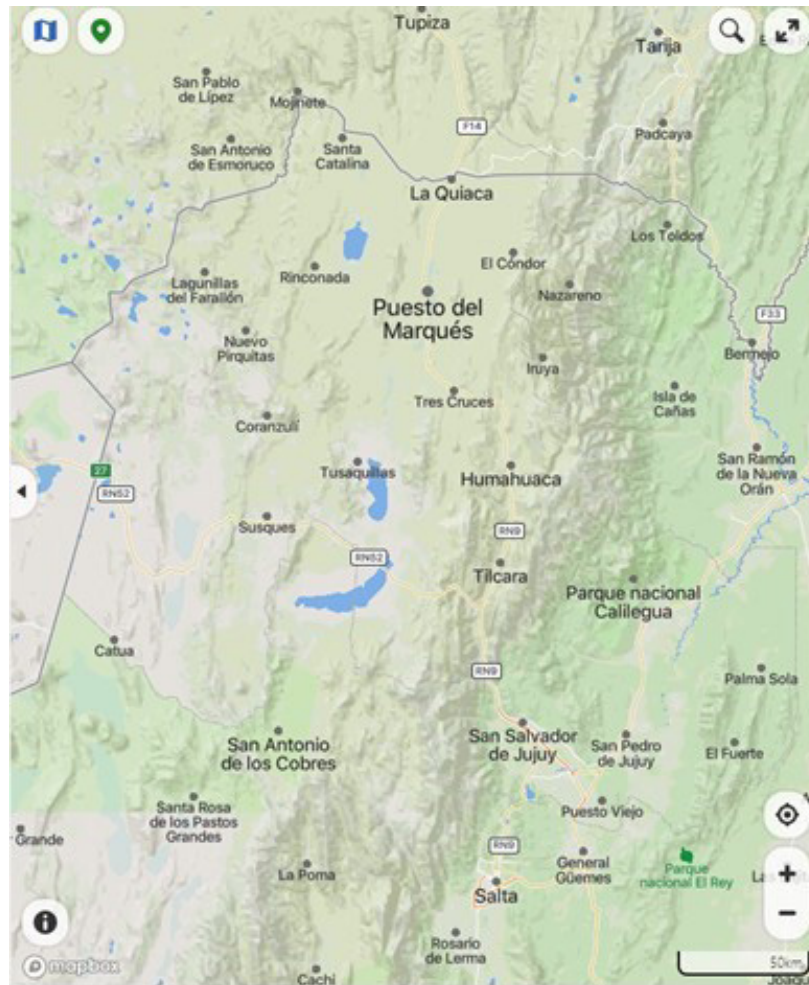 Tupiza
Tarija
San Pablo
de Lípez
Mojinete
F14
Padcaya
San Antonio
de Esmoruco
Santa
Catalina
La Quiaca
Los Toldos
El Cóndor
Rinconada
Lagunillas
del Farallón
Nazareno
Puesto del
Marqués
F33
Nuevo
Pirquitas
Bermejo
Iruya
Tres Cruces
Isla de
Cañas
Coranzulí
San Ramón
de la Nueva
Orán
27
Tusaquillas
Humahuaca
RN52
Susques
RN9
RN52
Tilcara
Parque nacional
Calilegua
Catua
RN9
Palma Sola
San Salvador
de Jujuy
San Antonio
de los Cobres
San Pedro
de Jujuy
El Fuerte
Santa Rosa
de los Pastos
Grandes
Puesto Viejo
Grande
RN9
General
Güemes
La Poma
Parque
nacional El Rey
Salta
Rosario
de Lerma
50km
mapbox
Cachi